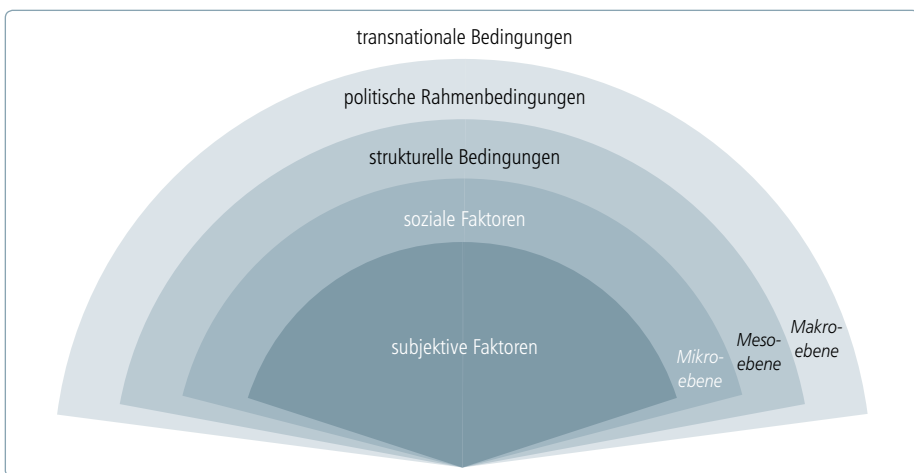 transnationale Bedingungen
politische Rahmenbedingungen
strukturelle Bedingungen
soziale Faktoren
subjektive Faktoren
Mikro-
ebene
Meso-
ebene
Makro-
ebene